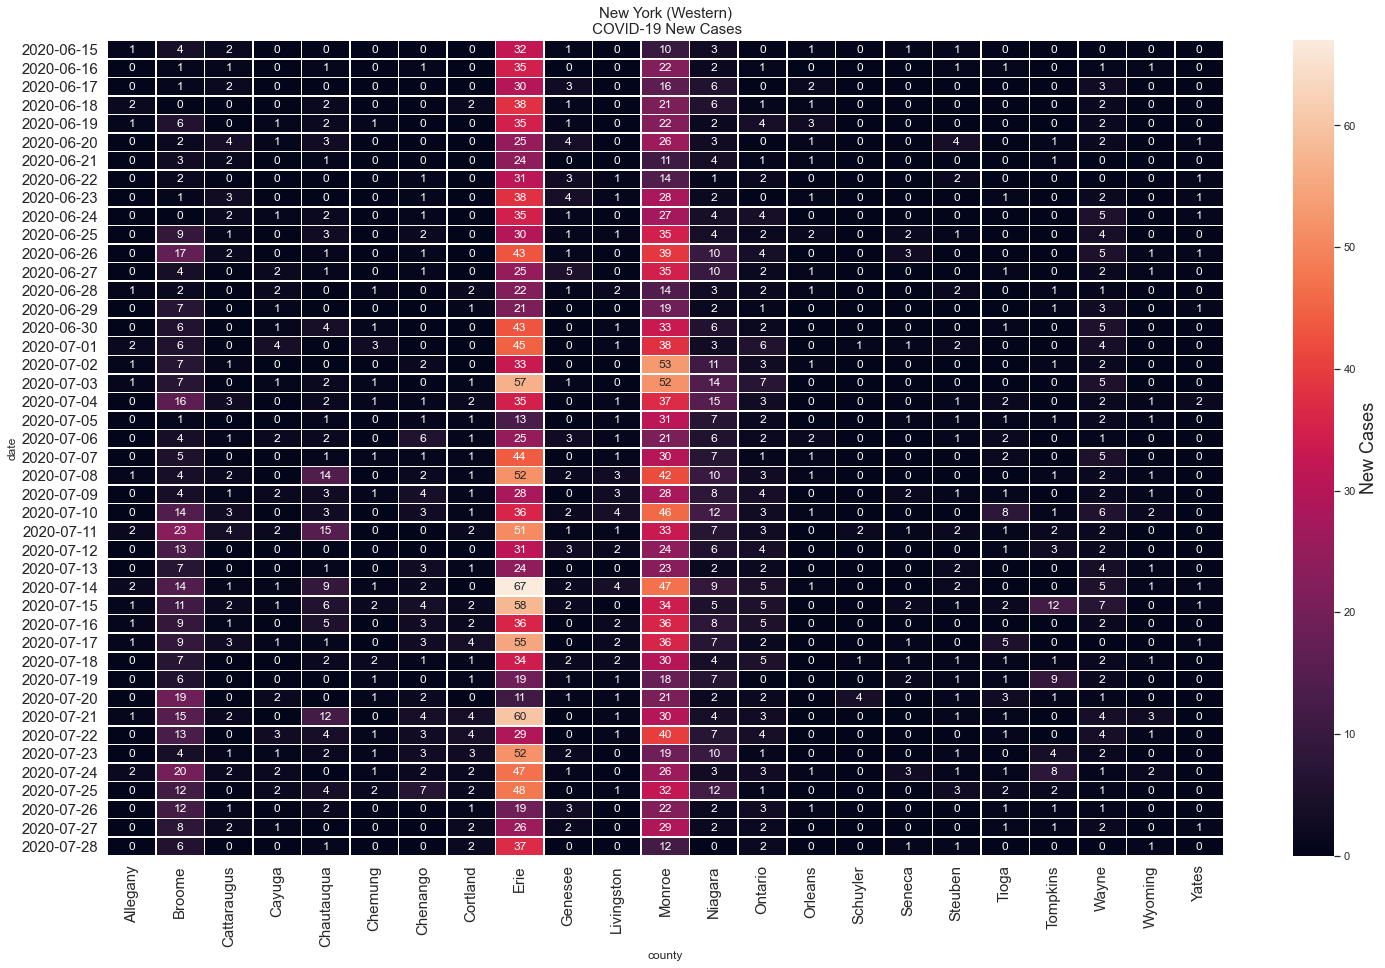 New York (Western)
COVID-19 New Cases
2020-06-15 1 4 2 0 0 0 0 0 32 1 0 10 3 0 1 0 1 1 0 0 0 0 0
2020-06-16 0 1 1 0 1 0 1 0 35 0 0 22 2 1 0 0 0 1 1 0 1 1 0
2020-06-17 0 1 2 0 0 0 0 0 30 3 0 16 6 0 2 0 0 0 0 0 3 0 0
2020-06-18 2 0 0 0 2 0 0 2 38 1 0 21 6 1 1 0 0 0 0 0 2 0 0
2020-06-19 1 6 0 1 2 1 0 0 35 1 0 22 2 4 3 0 0 0 0 0 2 0 0
2020-06-20 0 2 4 1 3 0 0 0 25 4 0 26 3 0 1 0 0 4 0 1 2 0 1
2020-06-21 0 3 2 0 1 0 0 0 24 0 0 11 4 1 1 0 0 0 0 1 0 0 0
2020-06-22 0 2 0 0 0 0 1 0 31 3 1 14 1 2 0 0 0 2 0 0 0 0 1
2020-06-23 0 1 3 0 0 0 1 0 38 4 1 28 2 0 1 0 0 0 1 0 2 0 1
2020-06-24 0 0 2 1 2 0 1 0 35 1 0 27 4 4 0 0 0 0 0 0 5 0 1
2020-06-25 0 9 1 0 3 0 2 0 30 1 1 35 4 2 2 0 2 1 0 0 4 0 0
2020-06-26 0 17 2 0 1 0 1 0 43 1 0 39 10 4 0 0 3 0 0 0 5 1 1
2020-06-27 0 4 0 2 1 0 1 0 25 5 0 35 10 2 1 0 0 0 1 0 2 1 0
2020-06-28 1 2 0 2 0 1 0 2 22 1 2 14 3 2 1 0 0 2 0 1 1 0 0
2020-06-29 0 7 0 1 0 0 0 1 21 0 0 19 2 1 0 0 0 0 0 1 3 0 1
2020-06-30 0 6 0 1 4 1 0 0 43 0 1 33 6 2 0 0 0 0 1 0 5 0 0
2020-07-01 2 6 0 4 0 3 0 0 45 0 1 38 3 6 0 1 1 2 0 0 4 0 0
2020-07-02 1 7 1 0 0 0 2 0 33 0 0 53 11 3 1 0 0 0 0 1 2 0 0
2020-07-03 1 7 0 1 2 1 0 1 57 1 0 52 14 7 0 0 0 0 0 0 5 0 0
2020-07-04 0 16 3 0 2 1 1 2 35 0 1 37 15 3 0 0 0 1 2 0 2 1 2
2020-07-05 0 1 0 0 1 0 1 1 13 0 1 31 7 2 0 0 1 1 1 1 2 1 0
2020-07-06 0 4 1 2 2 0 6 1 25 3 1 21 6 2 2 0 0 1 2 0 1 0 0
2020-07-07 0 5 0 0 1 1 1 1 44 0 1 30 7 1 1 0 0 0 2 0 5 0 0
2020-07-08 1 4 2 0 14 0 2 1 52 2 3 42 10 3 1 0 0 0 0 1 2 1 0
2020-07-09 0 4 1 2 3 1 4 1 28 0 3 28 8 4 0 0 2 1 1 0 2 1 0
2020-07-10 0 14 3 0 3 0 3 1 36 2 4 46 12 3 1 0 0 0 8 1 6 2 0
2020-07-11 2 23 4 2 15 0 0 2 51 1 1 33 7 3 0 2 1 2 1 2 2 0 0
2020-07-12 0 13 0 0 0 0 0 0 31 3 2 24 6 4 0 0 0 0 1 3 2 0 0
2020-07-13 0 7 0 0 1 0 3 1 24 0 0 23 2 2 0 0 0 2 0 0 4 1 0
2020-07-14 2 14 1 1 9 1 2 0 67 2 4 47 9 5 1 0 0 2 0 0 5 1 1
2020-07-15 1 11 2 1 6 2 4 2 58 2 0 34 5 5 0 0 2 1 2 12 7 0 1
2020-07-16 1 9 1 0 5 0 3 2 36 0 2 36 8 5 0 0 0 0 0 0 0 0 0
2020-07-17 1 9 3 1 1 0 3 4 55 0 2 36 7 2 0 0 1 0 5 0 0 0 1
2020-07-18 0 7 0 0 2 2 1 1 34 2 2 30 4 5 0 1 1 1 1 1 2 1 0
2020-07-19 0 6 0 0 0 1 0 1 19 1 1 18 7 0 0 0 2 1 1 9 2 0 0
2020-07-20 0 19 0 2 0 1 2 0 11 1 1 21 2 2 0 4 0 1 3 1 1 0 0
2020-07-21 1 15 2 0 12 0 4 4 60 0 1 30 4 3 0 0 0 1 1 0 4 3 0
2020-07-22 0 13 0 3 4 1 3 4 29 0 1 40 7 4 0 0 0 0 1 0 4 1 0
2020-07-23 0 4 1 1 2 1 3 3 52 2 0 19 10 1 0 0 0 1 0 4 2 0 0
2020-07-24 2 20 2 2 0 1 2 2 47 1 0 26 3 3 1 0 3 1 1 8 1 2 0
2020-07-25 0 12 0 2 4 2 7 2 48 0 1 32 12 1 0 0 0 3 2 2 1 0 0
2020-07-26 0 12 1 0 2 0 0 1 19 3 0 22 2 3 1 0 0 0 1 1 1 0 0
2020-07-27 0 8 2 1 0 0 0 2 26 2 0 29 2 2 0 0 0 0 1 1 2 0 1
2020-07-28 0 6 0 0 1 0 0 2 37 0 0 12 0 2 0 0 1 1 0 0 0 1 0
Allegany Broome Cattaraugus Cayuga Chautauqua Chemung Chenango Cortland Erie Genesee Livingston Monroe Niagara Ontario Orleans Schuyler Seneca Steuben Tioga Tompkins Wayne Wyoming Yates
county
date
60
50
40
30
20
10
0
New Cases